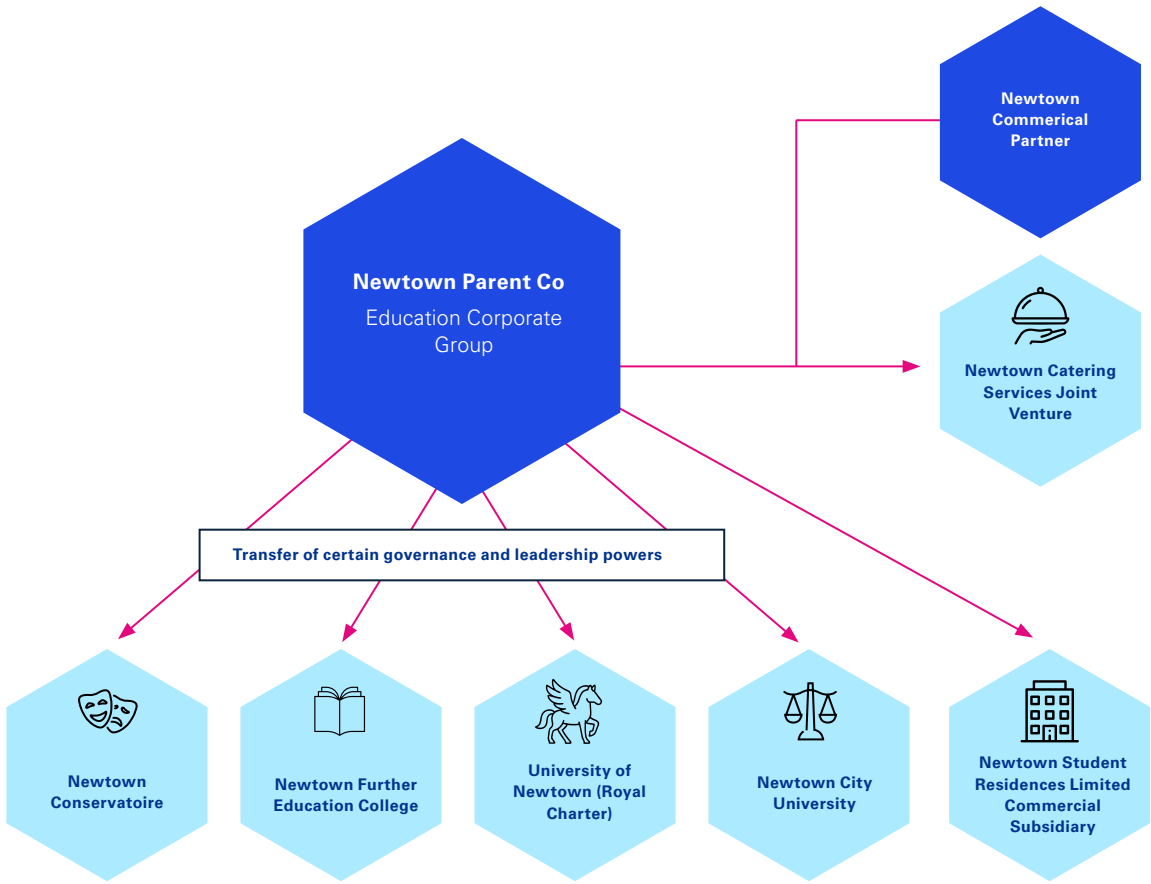 Newtown
Commerical
Partner
Newtown Parent Co
Education Corporate
Group
Newtown Catering
Services Joint
Venture
Transfer of certain governance and leadership powers
Newtown
Conservatoire
Newtown Further
Education College
University of
Newtown (Royal
Charter)
Newtown City
University
Newtown Student
Residences Limited
Commercial
Subsidiary